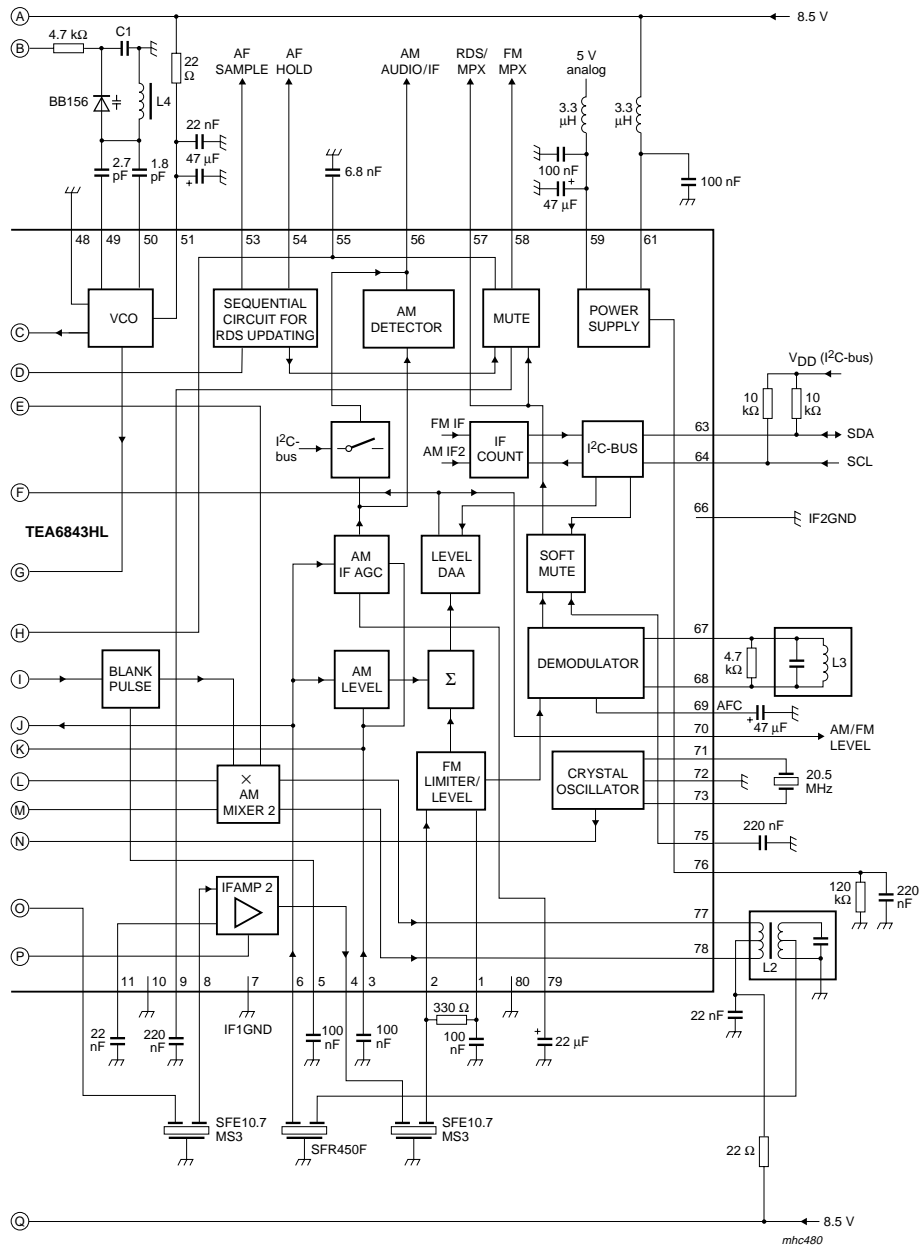 A
8.5 V
B
4.7 kΩ
C1
22 Ω
AF SAMPLE
AF HOLD
AM AUDIO/IF
RDS/ MPX
FM MPX
5 V analog
BB156
L4
3.3 μH
3.3 μH
2.7 pF
1.8 pF
22 nF
47 μF
+
6.8 nF
100 nF
47 μF
+
100 nF
48
49
50
51
53
54
55
56
57
58
59
61
VCO
SEQUENTIAL CIRCUIT FOR RDS UPDATING
AM DETECTOR
MUTE
POWER SUPPLY
C
D
E
VDD (I2C-bus)
10 kΩ
10 kΩ
FM IF
AM IF2
IF COUNT
I2C-BUS
I2C-bus
63
SDA
64
SCL
F
66
IF2GND
TEA6843HL
G
AM IF AGC
LEVEL DAA
SOFT MUTE
H
67
I
BLANK PULSE
AM LEVEL
Σ
DEMODULATOR
4.7 kΩ
L3
68
69
AFC
+
47 μF
J
70
AM/FM LEVEL
K
71
L
×
AM MIXER 2
FM LIMITER/ LEVEL
CRYSTAL OSCILLATOR
72
20.5 MHz
M
73
N
75
220 nF
76
IFAMP 2
120 kΩ
220 nF
O
77
P
78
L2
11
10
9
8
7
6
5
4
3
2
1
80
79
IF1GND
330 Ω
22 nF
22 nF
220 nF
100 nF
100 nF
100 nF
+
22 μF
SFE10.7 MS3
SFR450F
SFE10.7 MS3
22 Ω
Q
8.5 V
mhc480